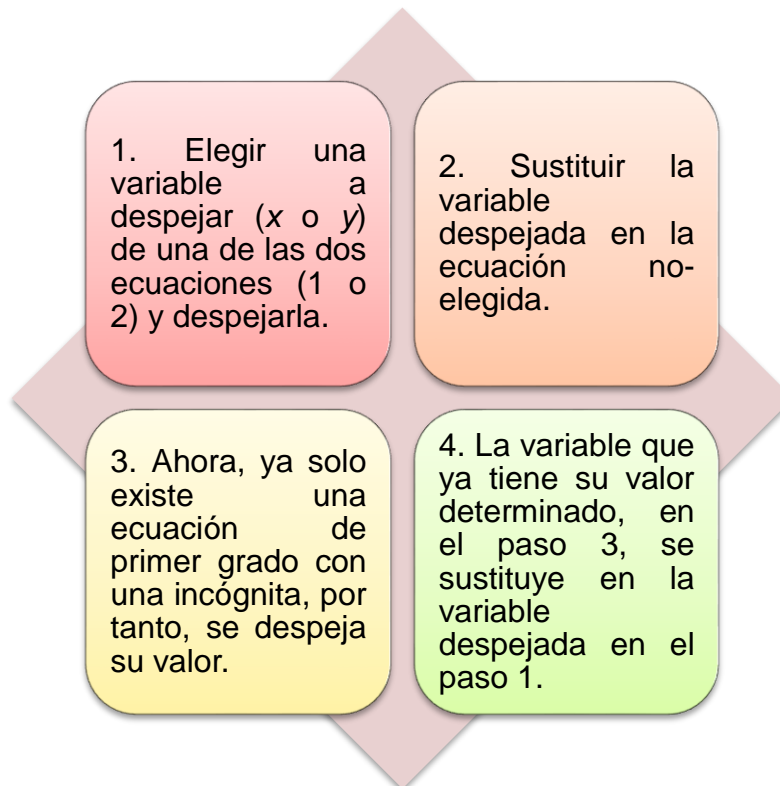 1. Elegir una
variable a
despejar (x o y)
de una de las dos
ecuaciones (1 o
2) y despejarla.
2. Sustituir la
variable
despejada en la
ecuación no-
elegida.
3. Ahora, ya solo
existe una
ecuación de
primer grado con
una incógnita, por
tanto, se despeja
su valor.
4. La variable que
ya tiene su valor
determinado, en
el paso 3, se
sustituye en la
variable
despejada en el
paso 1.